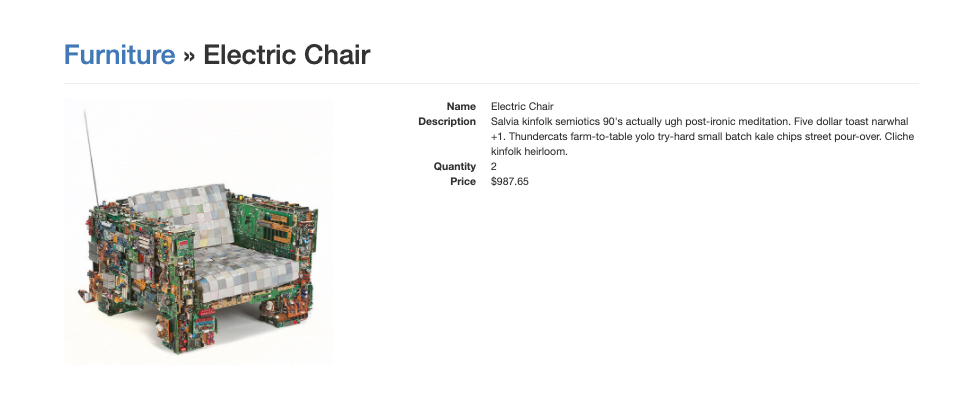 Furniture » Electric Chair
Name Electric Chair
Description Salvia kinfolk semiotics 90's actually ugh post-ironic meditation. Five dollar toast narwhal
+1. Thundercats farm-to-table yolo try-hard small batch kale chips street pour-over. Cliche
kinfolk heirloom.
Quantity 2
Price $987.65